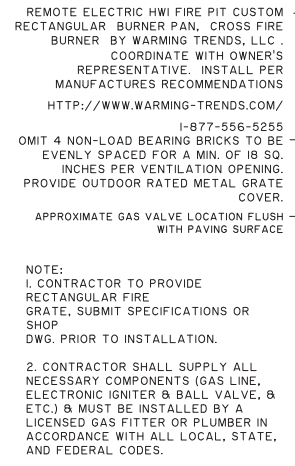 REMOTE ELECTRIC HWI FIRE PIT CUSTOM
RECTANGULAR BURNER PAN, CROSS FIRE
BURNER BY WARMING TRENDS, LLC .
COORDINATE WITH OWNER'S
REPRESENTATIVE. INSTALL PER
MANUFACTURES RECOMMENDATIONS
HTTP://WWW.WARMING-TRENDS.COM/
1-877-556-5255
OMIT 4 NON-LOAD BEARING BRICKS TO BE
EVENLY SPACED FOR A MIN. OF 18 SQ.
INCHES PER VENTILATION OPENING.
PROVIDE OUTDOOR RATED METAL GRATE
COVER.
APPROXIMATE GAS VALVE LOCATION FLUSH
WITH PAVING SURFACE
NOTE:
1. CONTRACTOR TO PROVIDE
RECTANGULAR FIRE
GRATE, SUBMIT SPECIFICATIONS OR
SHOP
DWG. PRIOR TO INSTALLATION.
2. CONTRACTOR SHALL SUPPLY ALL
NECESSARY COMPONENTS (GAS LINE,
ELECTRONIC IGNITER & BALL VALVE, &
ETC.) & MUST BE INSTALLED BY A
LICENSED GAS FITTER OR PLUMBER IN
ACCORDANCE WITH ALL LOCAL, STATE,
AND FEDERAL CODES.